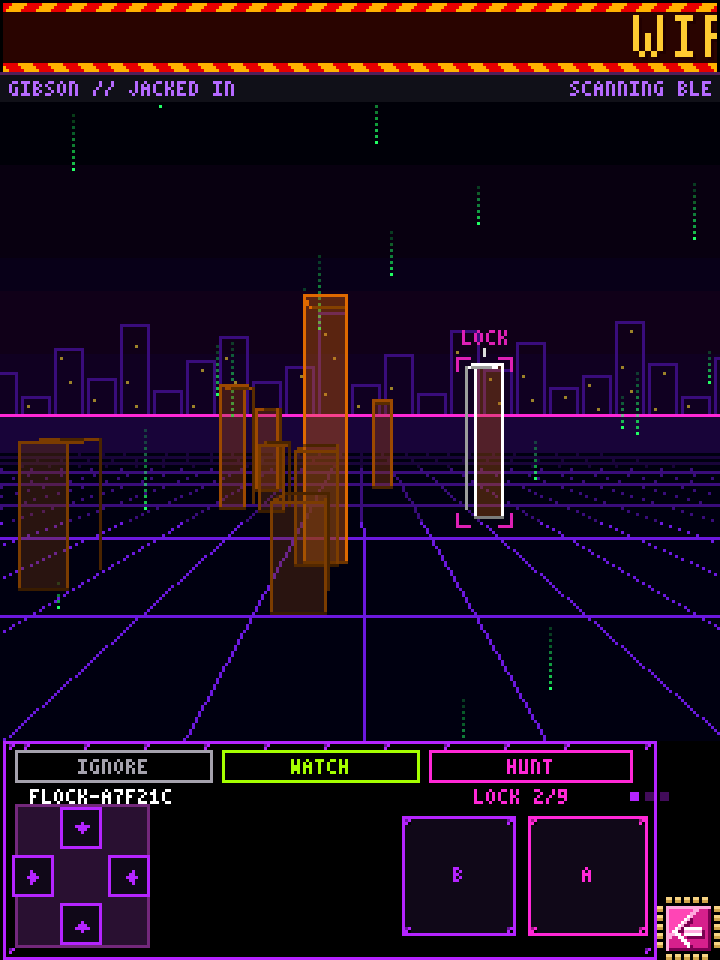 WIF
GIBSON // JACKED IN
SCANNING BLE
LOCK
IGNORE
WATCH
HUNT
FLOCK-A7F21C
LOCK 2/9
B
A